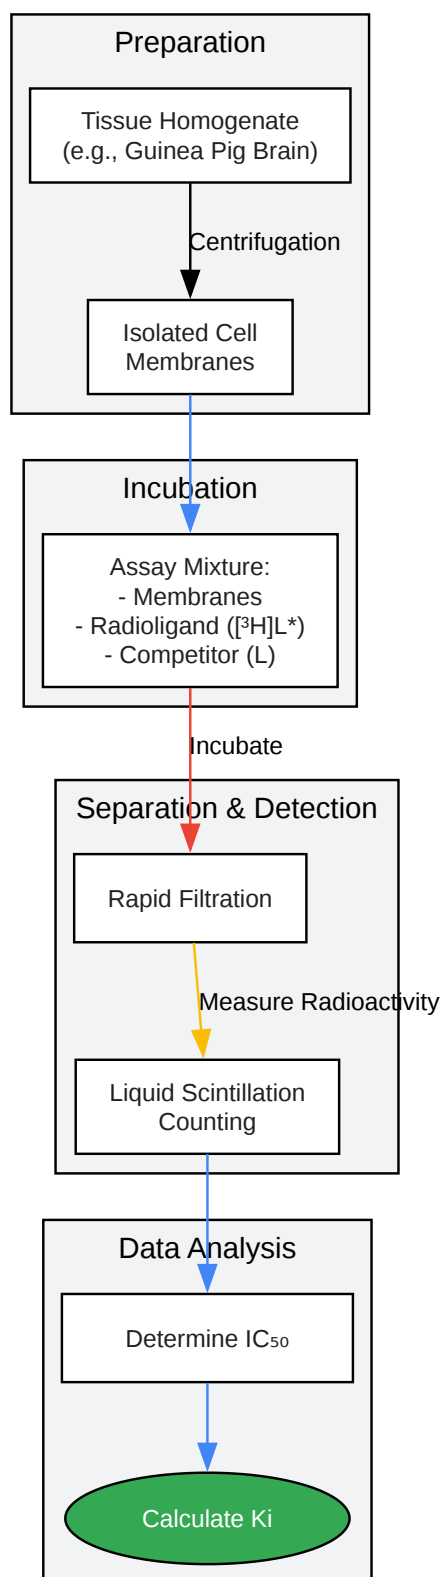 Preparation
Tissue Homogenate
(e.g., Guinea Pig Brain)
Centrifugation
Isolated Cell
Membranes
Incubation
Assay Mixture:
- Membranes
- Radioligand ([³H]L*)
- Competitor (L)
Incubate
Separation & Detection
Rapid Filtration
Measure Radioactivity
Liquid Scintillation
Counting
Data Analysis
Determine IC₅₀
Calculate Ki